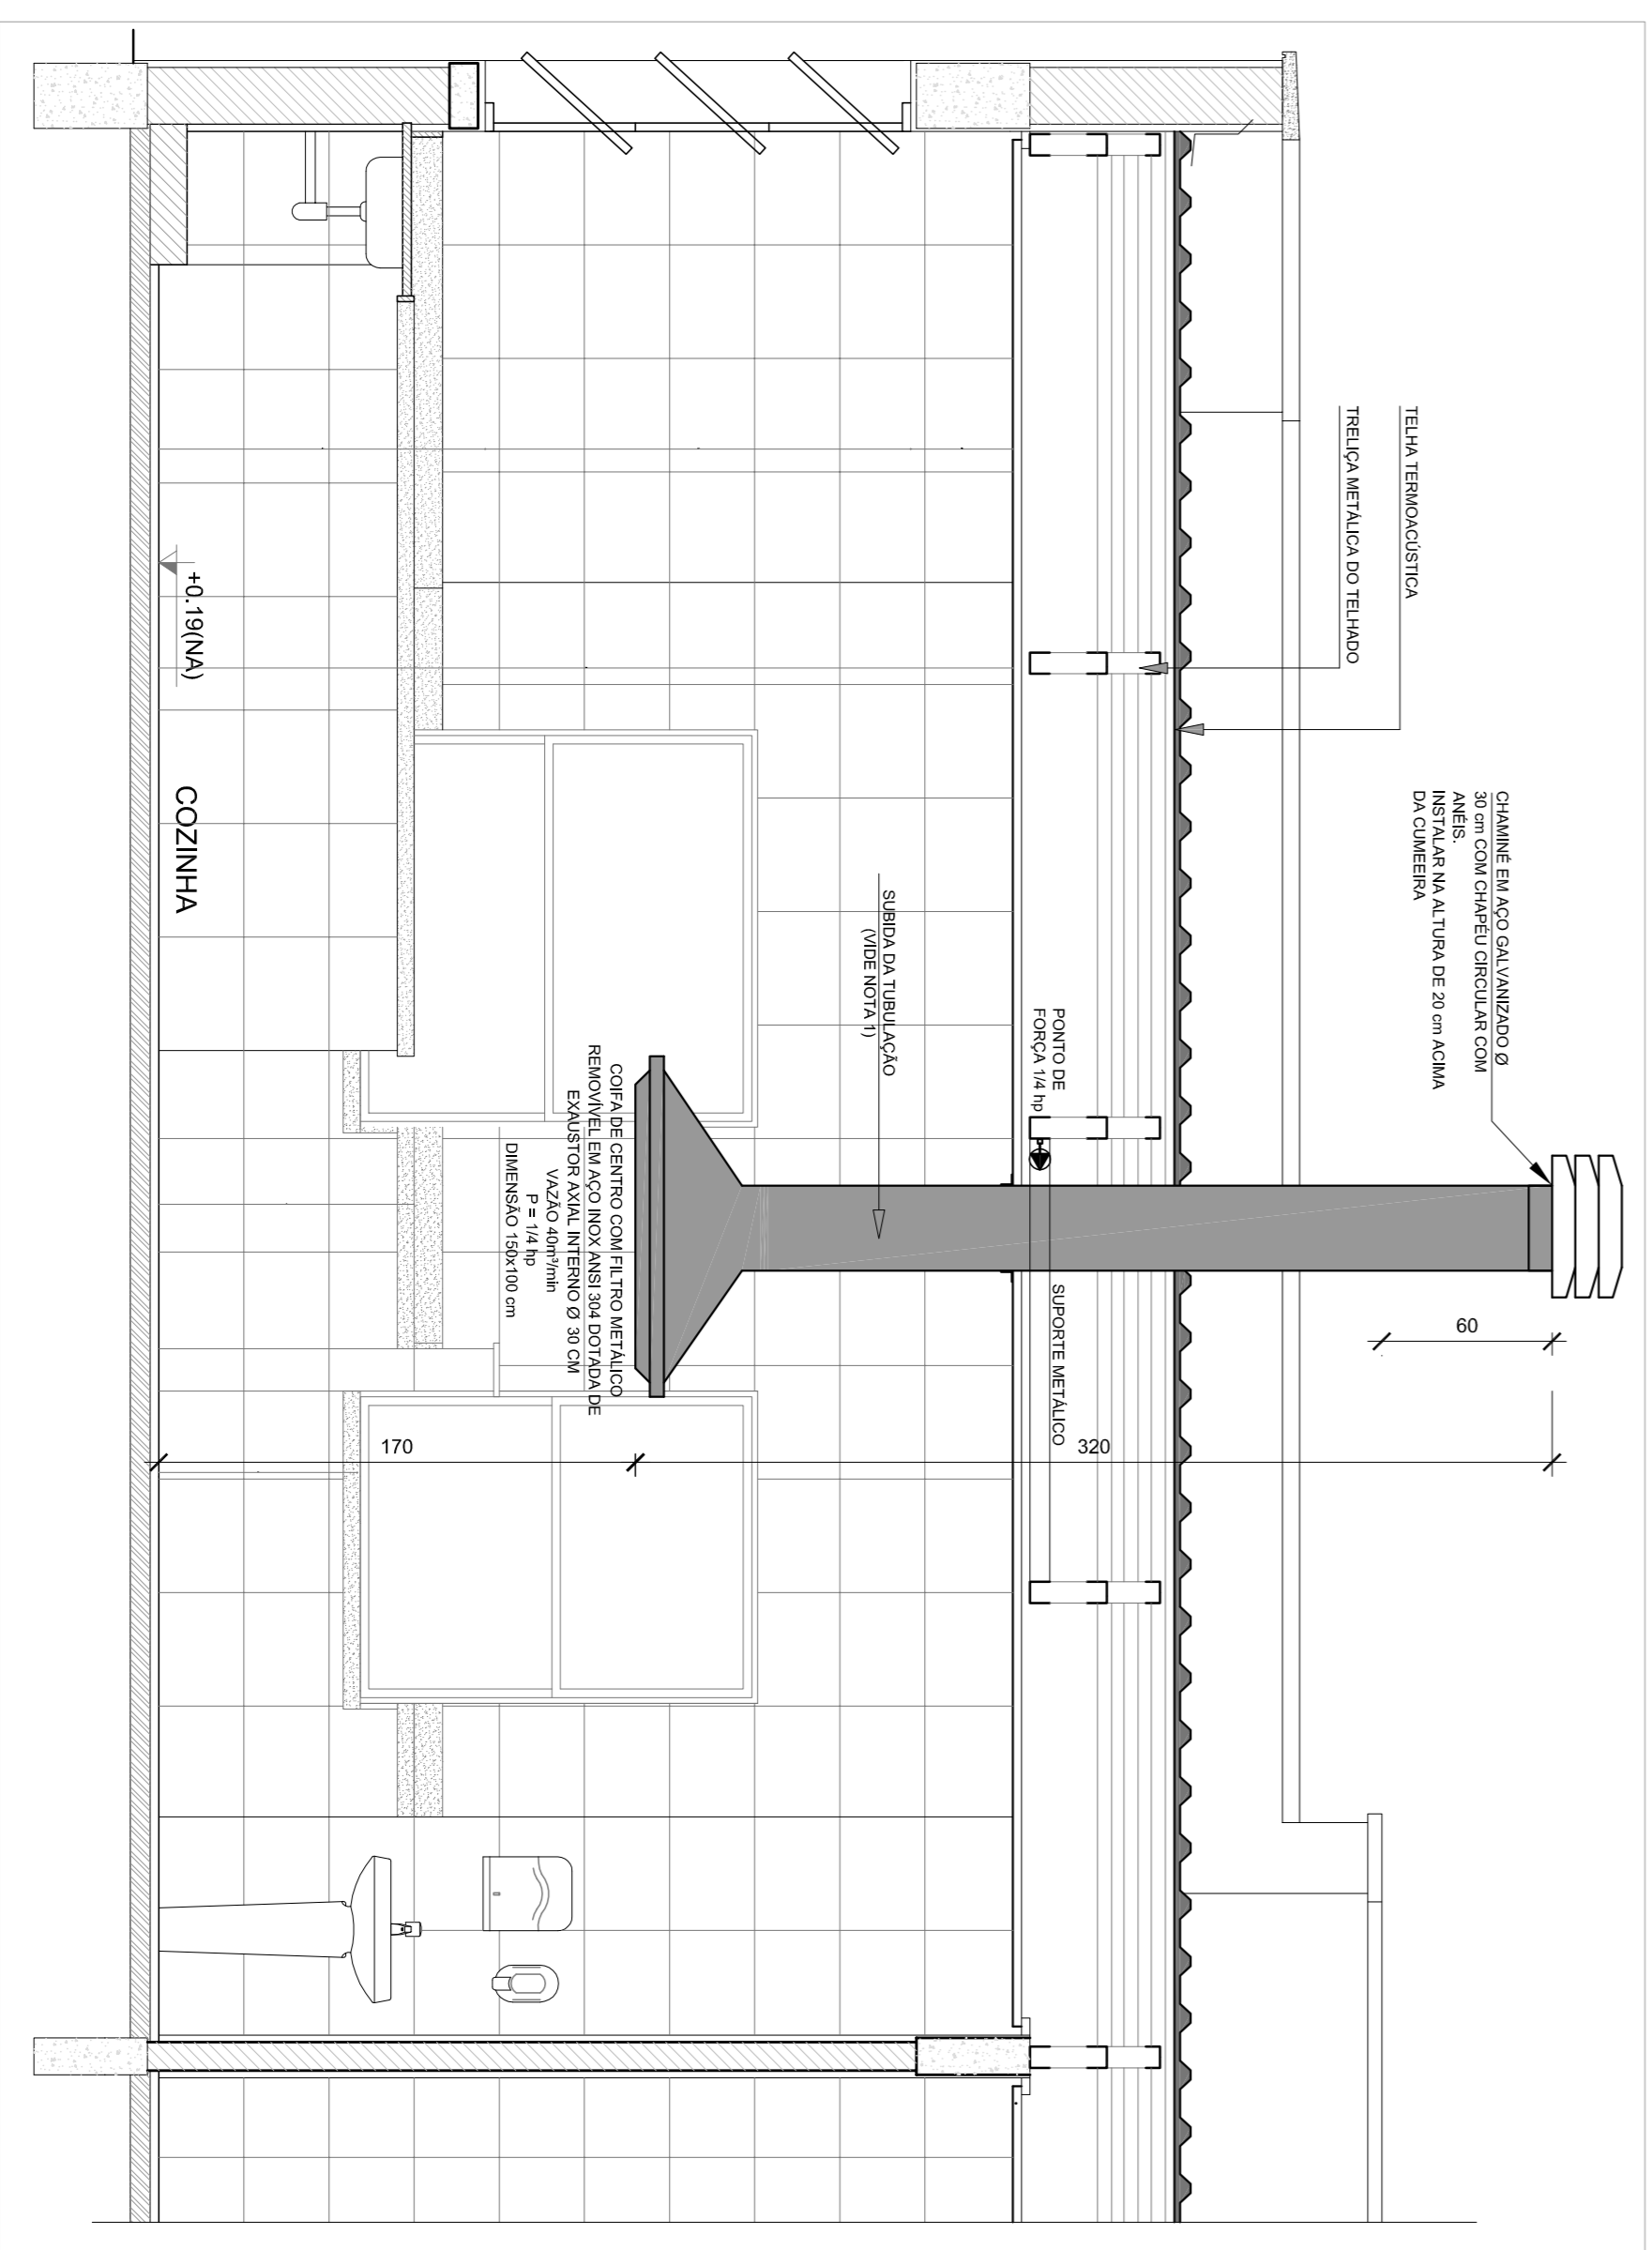 CHAMINÉ EM AÇO GALVANIZADO Ø
30 cm COM CHAPÉU CIRCULAR COM
ANÉIS.
INSTALAR NA ALTURA DE 20 cm ACIMA
DA CUMEEIRA
TELHA TERMOACÚSTICA
TRELIÇA METÁLICA DO TELHADO
60
320
PONTO DE
FORÇA 1/4 hp
SUPORTE METÁLICO
SUBIDA DA TUBULAÇÃO
(VIDE NOTA 1)
COIFA DE CENTRO COM FILTRO METÁLICO
REMOVÍVEL EM AÇO INOX ANSI 304 DOTADA DE
EXAUSTOR AXIAL INTERNO Ø 30 CM
VAZÃO 40m³/min
P = 1/4 hp
DIMENSÃO 150x100 cm
170
+0.19(NA)
COZINHA